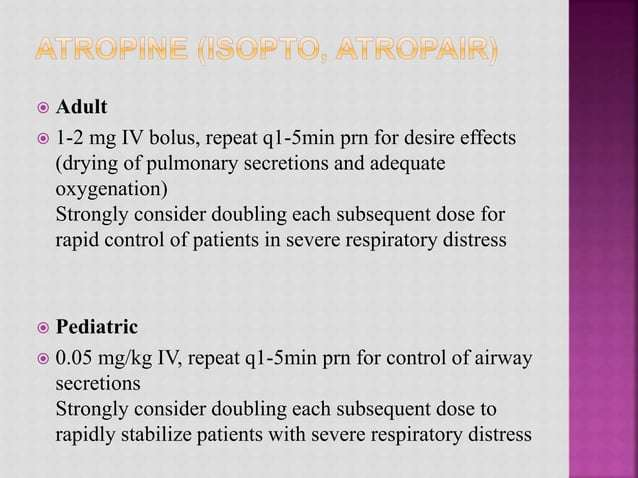 ATROPINE (ISOPTO, ATROPAIR)
Adult
1-2 mg IV bolus, repeat q1-5min prn for desire effects
(drying of pulmonary secretions and adequate
oxygenation)
Strongly consider doubling each subsequent dose for
rapid control of patients in severe respiratory distress
Pediatric
0.05 mg/kg IV, repeat q1-5min prn for control of airway
secretions
Strongly consider doubling each subsequent dose to
rapidly stabilize patients with severe respiratory distress